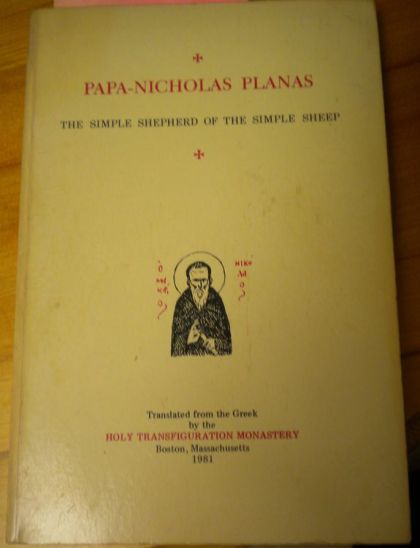 PAPA-NICHOLAS PLANAS
THE SIMPLE SHEPHERD OF THE SIMPLE SHEEP
Translated from the Greek
by the
HOLY TRANSFIGURATION MONASTERY
Boston, Massachusetts
1981